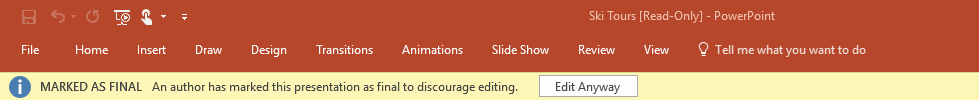 Ski Tours [Read-Only] - PowerPoint
File Home Insert Draw Design Transitions Animations Slide Show Review View Tell me what you want to do
MARKED AS FINAL An author has marked this presentation as final to discourage editing. Edit Anyway